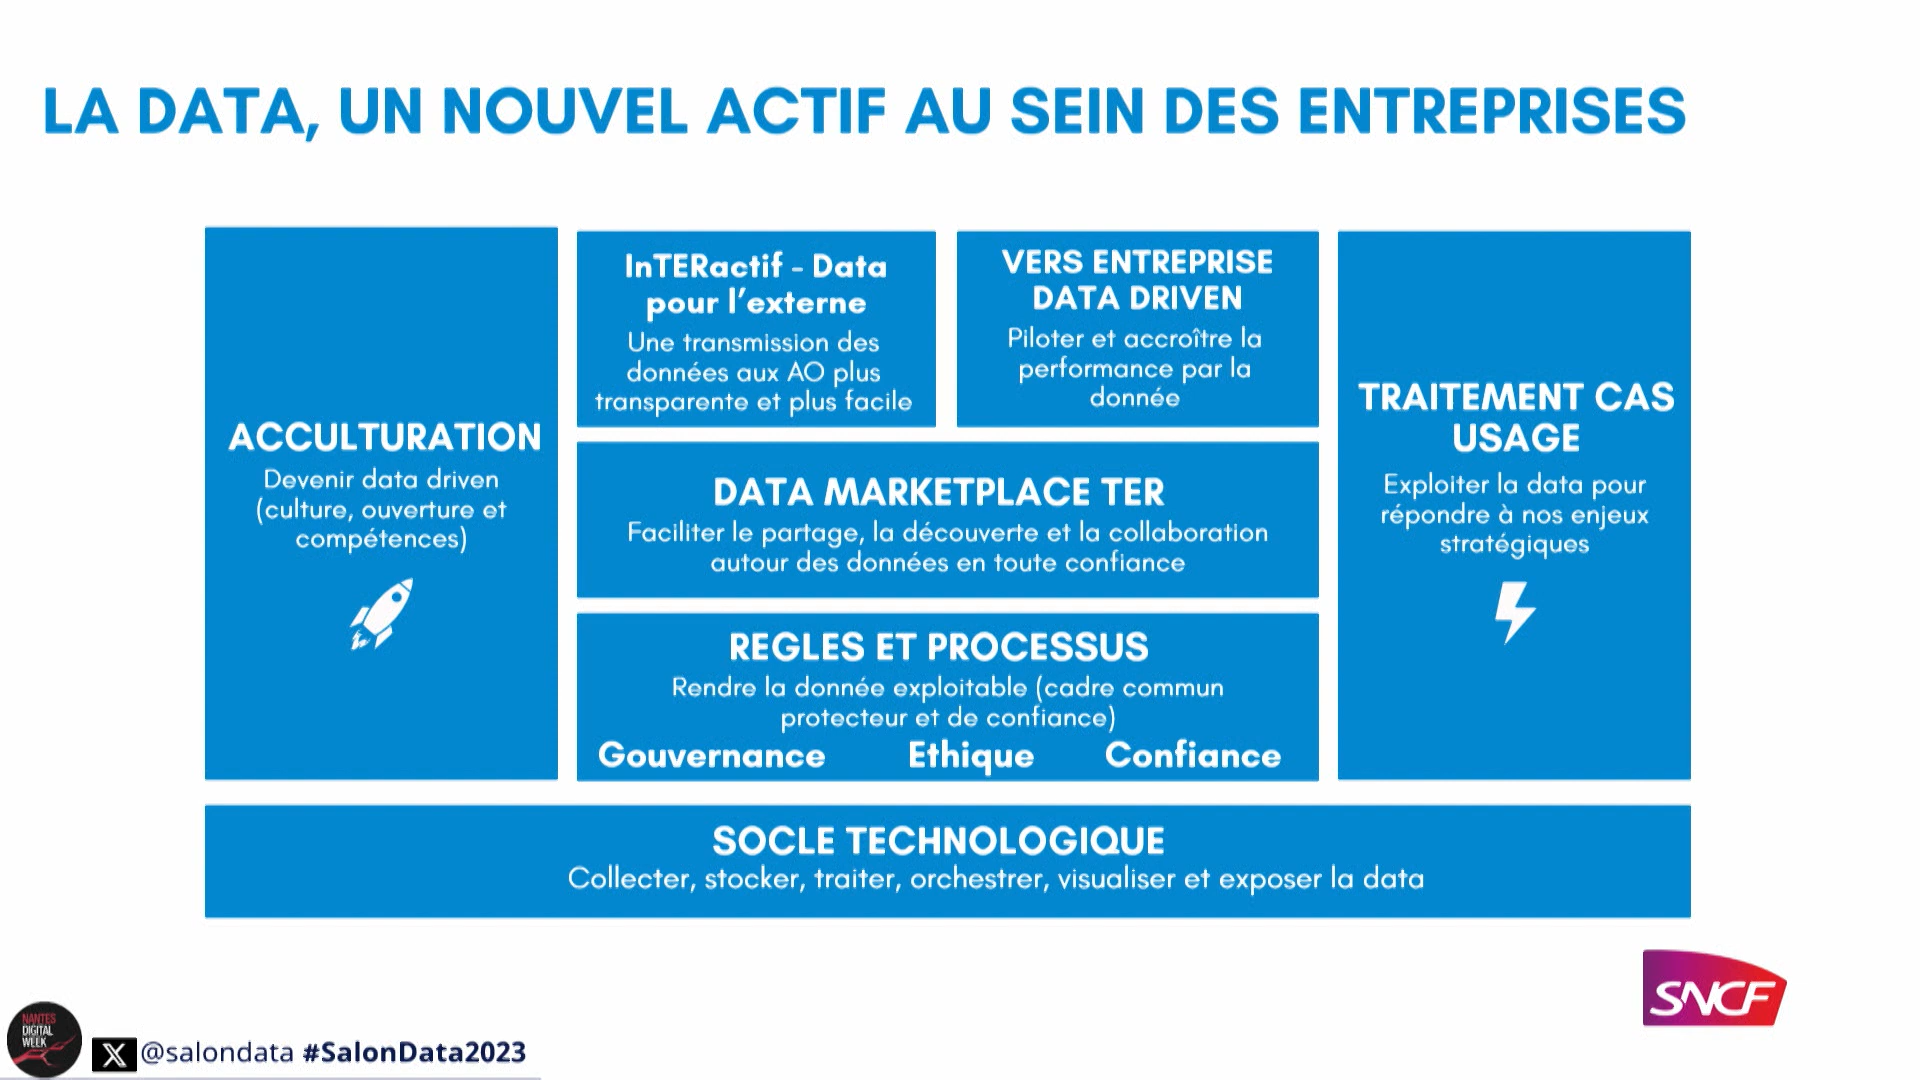 LA DATA, UN NOUVEL ACTIF AU SEIN DES ENTREPRISES
ACCULTURATION
Devenir data driven
(culture, ouverture et
compétences)
InTERactif - Data
pour l’externe
Une transmission des
données aux AO plus
transparente et plus facile
VERS ENTREPRISE
DATA DRIVEN
Piloter et accroître la
performance par la
donnée
DATA MARKETPLACE TER
Faciliter le partage, la découverte et la collaboration
autour des données en toute confiance
REGLES ET PROCESSUS
Rendre la donnée exploitable (cadre commun
protecteur et de confiance)
Gouvernance Ethique Confiance
TRAITEMENT CAS
USAGE
Exploiter la data pour
répondre à nos enjeux
stratégiques
SOCLE TECHNOLOGIQUE
Collecter, stocker, traiter, orchestrer, visualiser et exposer la data
SNCF
NANTES
DIGITAL
WEEK
@salondata #SalonData2023